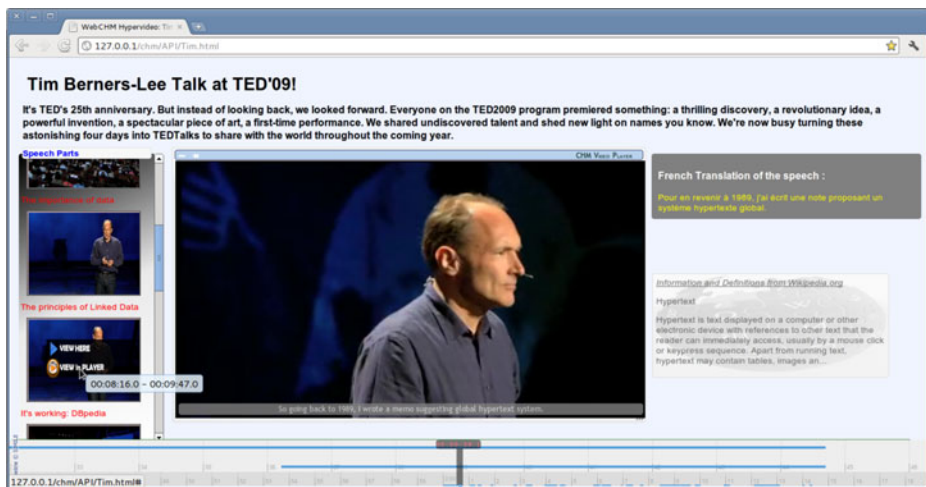 WebCHM Hypervideo: Tim
127.0.0.1/chm/API/Tim.html
Tim Berners-Lee Talk at TED'09!
It's TED's 25th anniversary. But instead of looking back, we looked forward. Everyone on the TED2009 program premiered something: a thrilling discovery, a revolutionary idea, a
powerful invention, a spectacular piece of art, a first-time performance. We shared undiscovered talent and shed new light on names you know. We're now busy turning these
astonishing four days into TEDTalks to share with the world throughout the coming year.
Speech Parts
of data
The principles of Linked Data
VIEW HERE
VIEW in PLAYER
00:08:16.0 - 00:09:47.0
It's working: DBpedia
CHM Video Player
So going back to 1989, I wrote a memo suggesting global hypertext system.
French Translation of the speech :
Pour en revenir à 1989, j'ai écrit une note proposant un
système hypertexte global.
Information and Definitions from Wikipedia.org
Hypertext
Hypertext is text displayed on a computer or other
electronic device with references to other text that the
reader can immediately access, usually by a mouse click
or keypress sequence. Apart from running text,
hypertext may contain tables, images an...
127.0.0.1/chm/API/Tim.html#